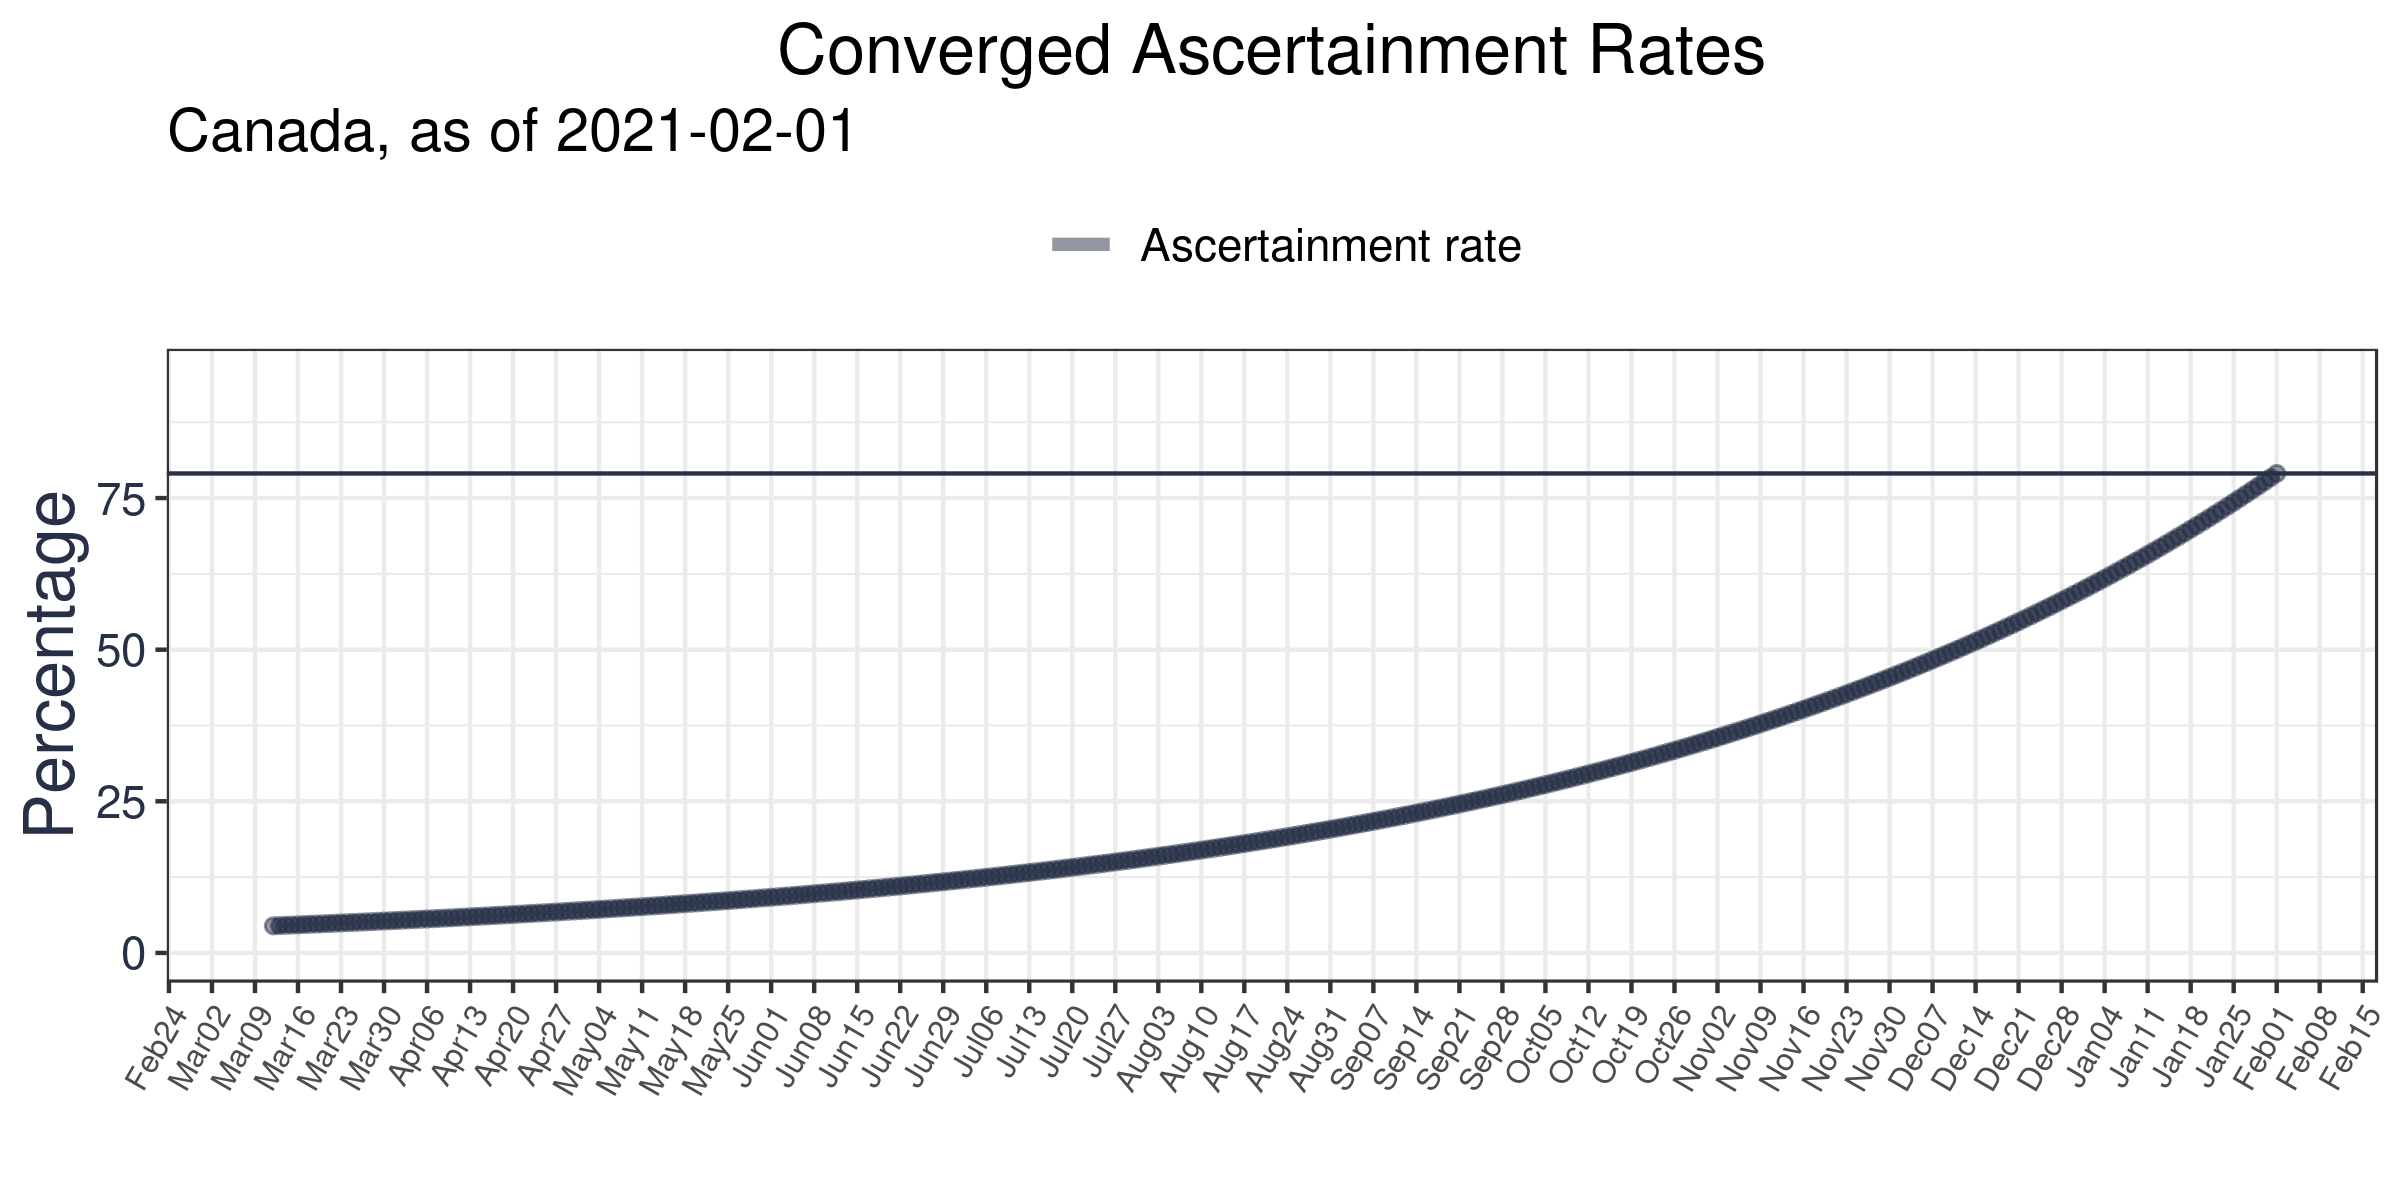 Converged Ascertainment Rates
Canada, as of 2021-02-01
Ascertainment rate
Percentage
75
50
25
0
Feb24 Mar02 Mar09 Mar16 Mar23 Mar30 Apr06 Apr13 Apr20 Apr27 May04 May11 May18 May25 Jun01 Jun08 Jun15 Jun22 Jun29 Jul06 Jul13 Jul20 Jul27 Aug03 Aug10 Aug17 Aug24 Aug31 Sep07 Sep14 Sep21 Sep28 Oct05 Oct12 Oct19 Oct26 Nov02 Nov09 Nov16 Nov23 Nov30 Dec07 Dec14 Dec21 Dec28 Jan04 Jan11 Jan18 Jan25 Feb01 Feb08 Feb15